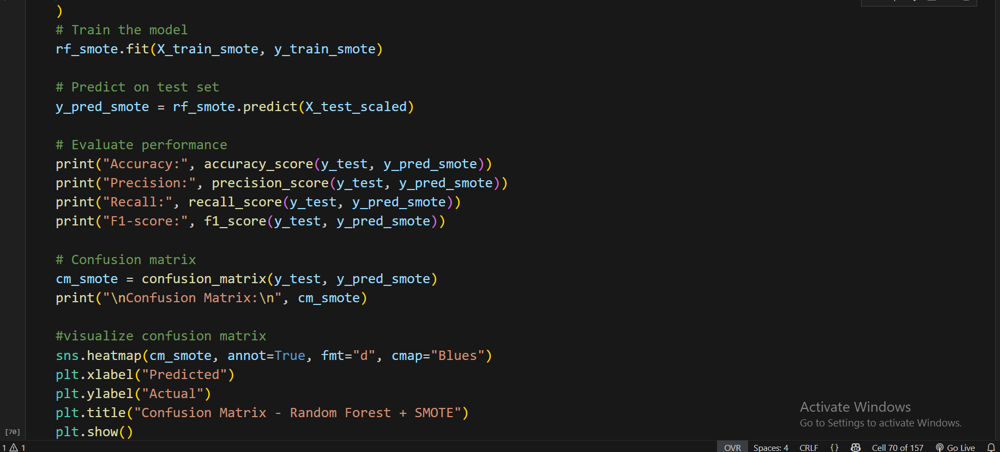 )
# Train the model
rf_smote.fit(X_train_smote, y_train_smote)
# Predict on test set
y_pred_smote = rf_smote.predict(X_test_scaled)
# Evaluate performance
print("Accuracy:", accuracy_score(y_test, y_pred_smote))
print("Precision:", precision_score(y_test, y_pred_smote))
print("Recall:", recall_score(y_test, y_pred_smote))
print("F1-score:", f1_score(y_test, y_pred_smote))
# Confusion matrix
cm_smote = confusion_matrix(y_test, y_pred_smote)
print("\nConfusion Matrix:\n", cm_smote)
#visualize confusion matrix
sns.heatmap(cm_smote, annot=True, fmt="d", cmap="Blues")
plt.xlabel("Predicted")
plt.ylabel("Actual")
plt.title("Confusion Matrix - Random Forest + SMOTE")
plt.show()
[70]
Activate Windows
Go to Settings to activate Windows.
1 1 OVR Spaces: 4 CRLF {} Cell 70 of 157 Go Live